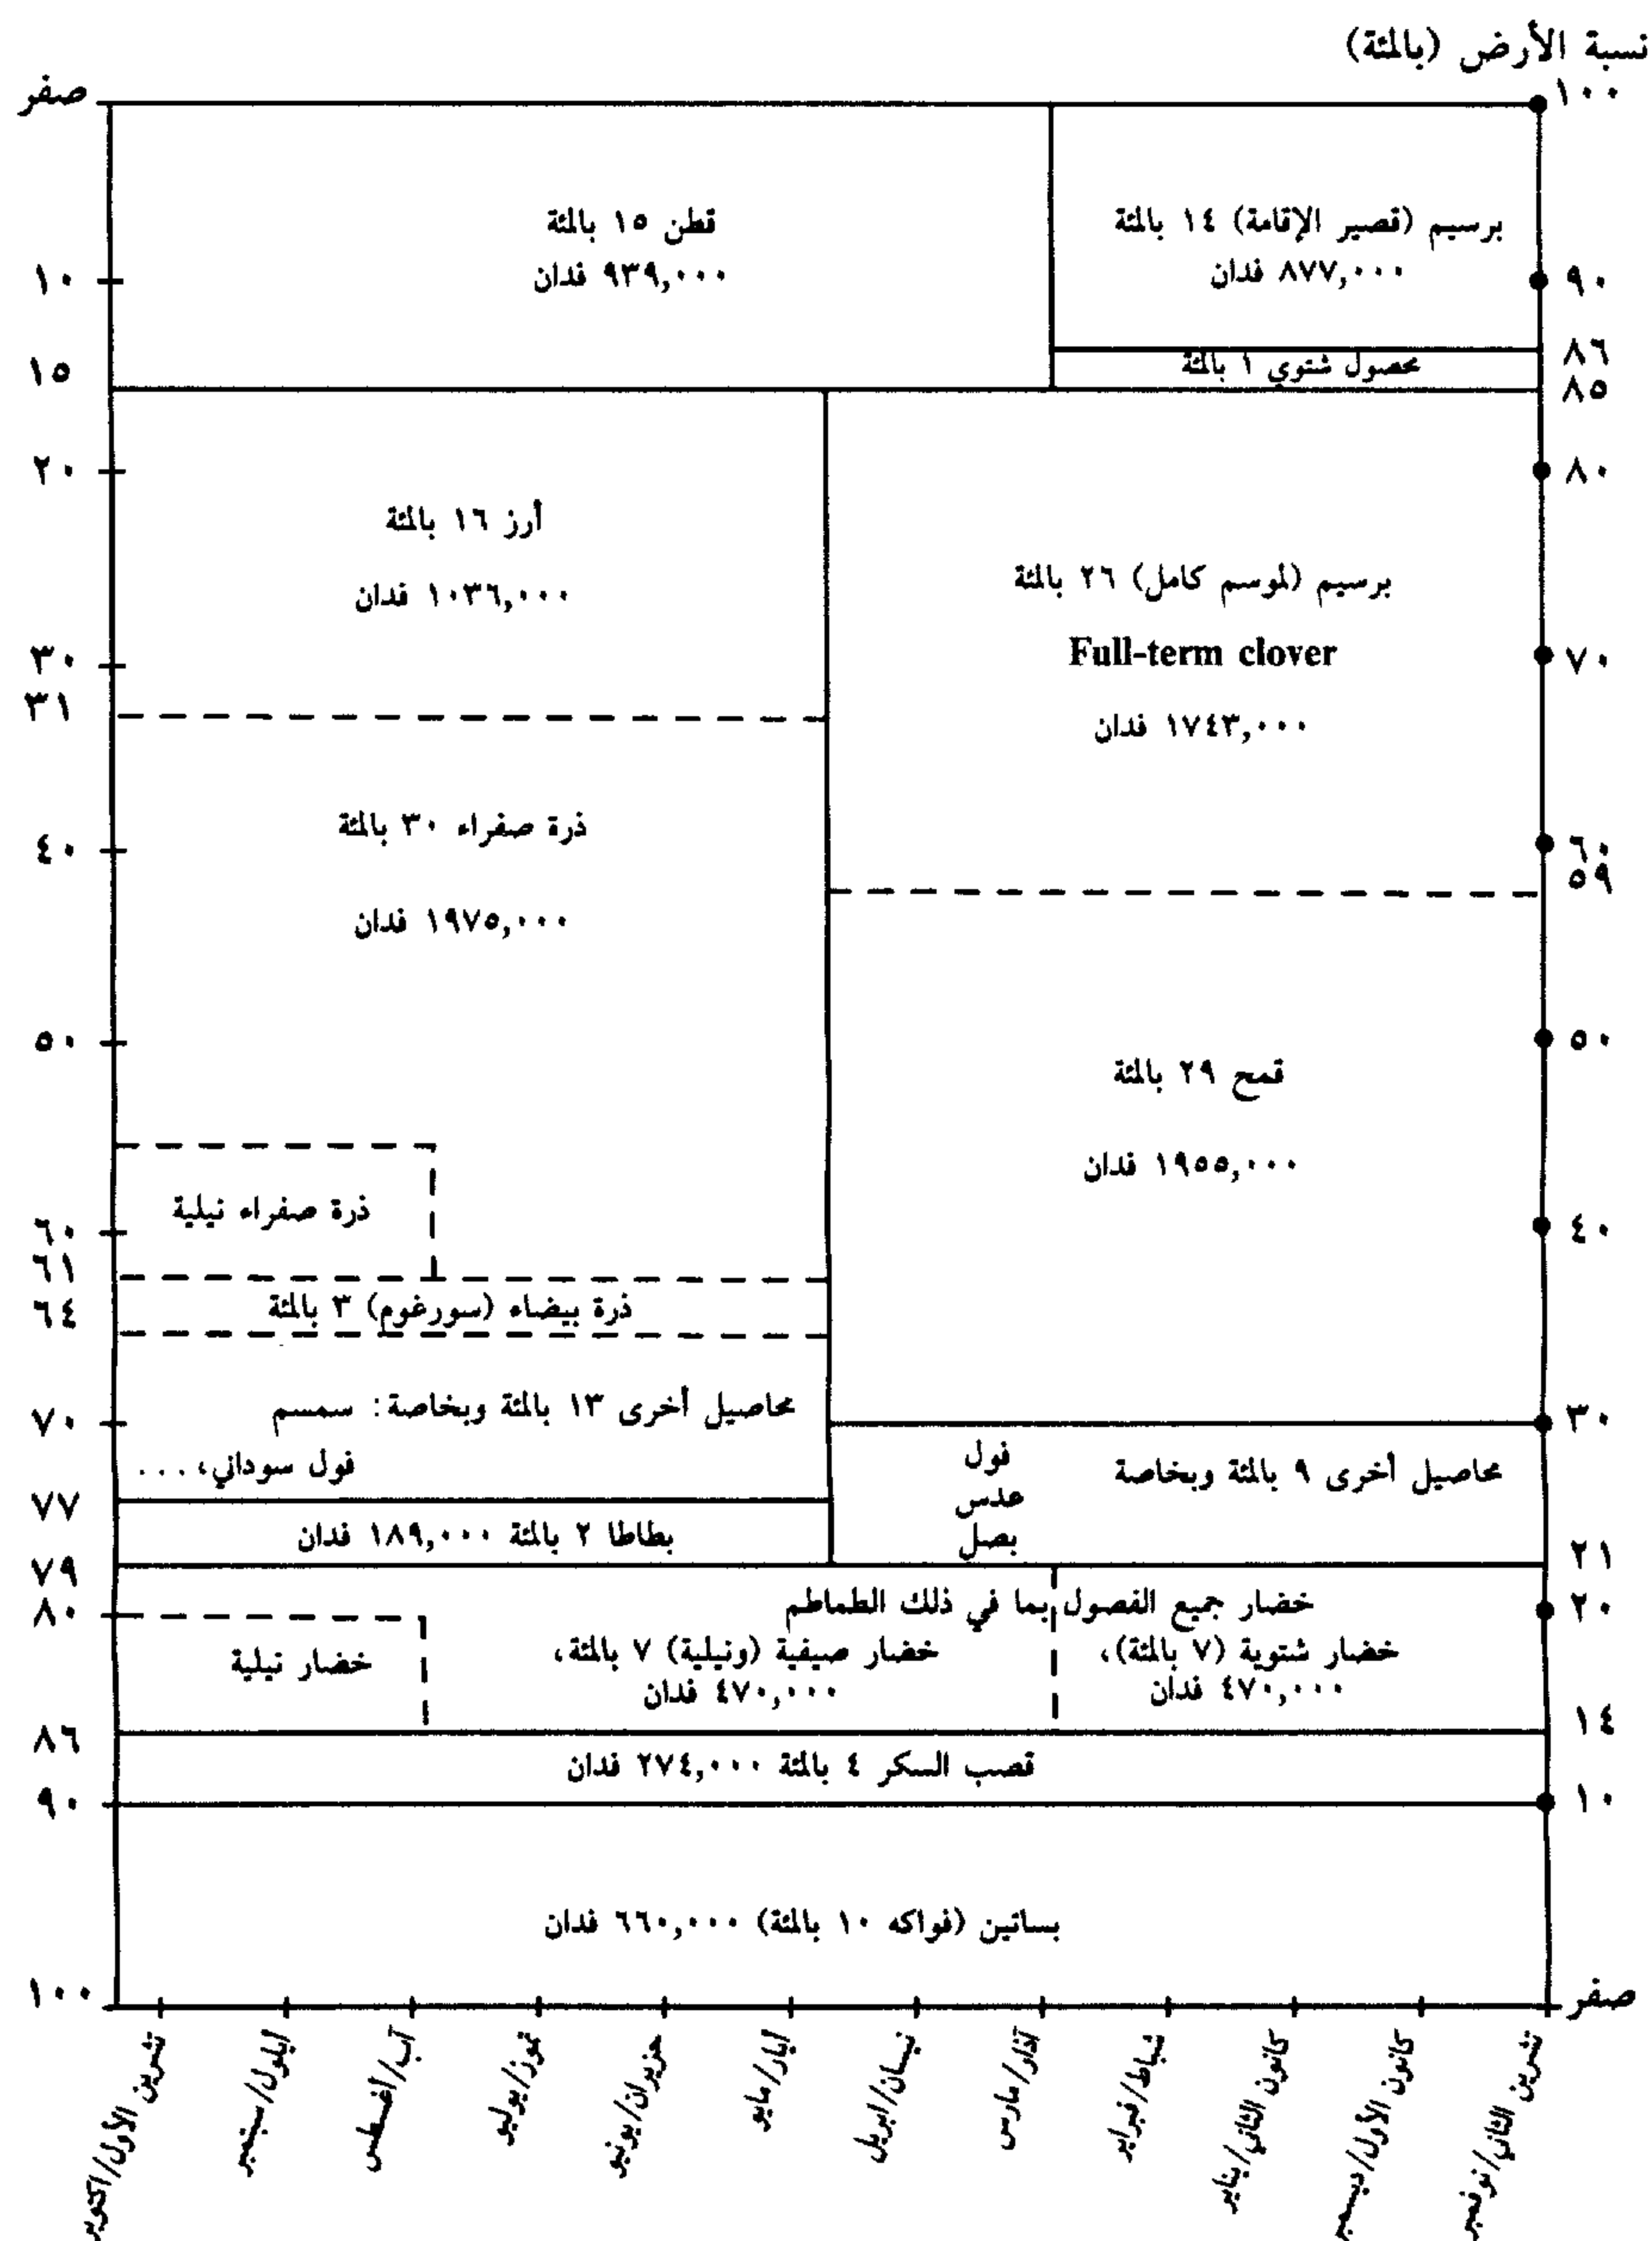 نسبة الأرض (بالمئة)
صفر
١٠
١٥
٢٠
٣٠
٣١
٤٠
٥٠
٦٠
٦١
٦٤
٧٠
٧٧
٧٩
٨٠
٨٦
٩٠
١٠٠
١٠٠
٩٠
٨٦
٨٥
٨٠
٧٠
٦٠
٥٩
٥٠
٤٠
٣٠
٢١
٢٠
١٤
١٠
صفر
برسيم (قصير الإقامة) ١٤ بالمئة
٨٧٧,٠٠٠ فدان
محصول شتوي ١ بالمئة
قطن ١٥ بالمئة
٩٣٩,٠٠٠ فدان
برسيم (لموسم كامل) ٢٦ بالمئة
Full-term clover
١٧٤٣,٠٠٠ فدان
أرز ١٦ بالمئة
١٠٣٦,٠٠٠ فدان
ذرة صفراء ٣٠ بالمئة
١٩٧٥,٠٠٠ فدان
قمح ٢٩ بالمئة
١٩٥٥,٠٠٠ فدان
ذرة صفراء نيلية
ذرة بيضاء (سورغوم) ٣ بالمئة
محاصيل أخرى ١٣ بالمئة وبخاصة: سمسم
فول سوداني، ...
بطاطا ٢ بالمئة ١٨٩,٠٠٠ فدان
محاصيل أخرى ٩ بالمئة وبخاصة
فول
عدس
بصل
خضار جميع الفصول بما في ذلك الطماطم
خضار شتوية (٧ بالمئة)،
٤٧٠,٠٠٠ فدان
خضار صيفية (ونيلية) ٧ بالمئة،
٤٧٠,٠٠٠ فدان
خضار نيلية
قصب السكر ٤ بالمئة ٢٧٤,٠٠٠ فدان
بساتين (فواكه ١٠ بالمئة) ٦٦٠,٠٠٠ فدان
تشرين الثاني/نوفمبر
كانون الأول/ديسمبر
كانون الثاني/يناير
شباط/فبراير
آذار/مارس
نيسان/ابريل
أيار/مايو
حزيران/يونيو
تموز/يوليو
آب/أغسطس
أيلول/سبتمبر
تشرين الأول/اكتوبر